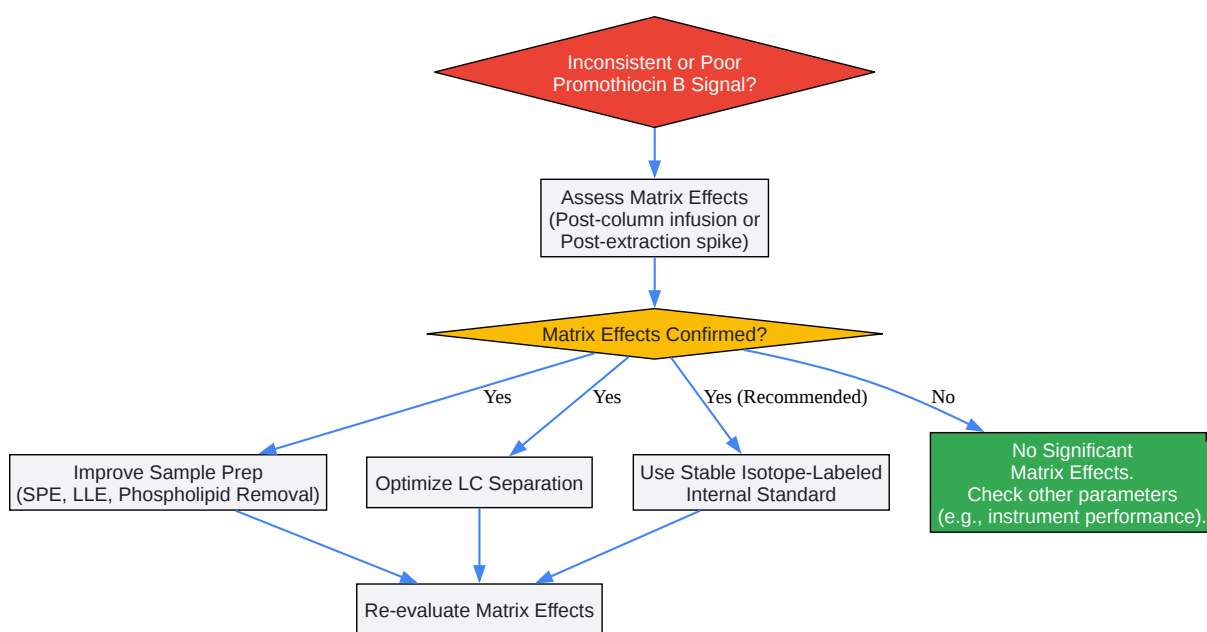 Inconsistent or Poor
Promothiocin B Signal?
Assess Matrix Effects
(Post-column infusion or
Post-extraction spike)
Matrix Effects Confirmed?
Yes
Yes
Yes (Recommended)
No
Improve Sample Prep
(SPE, LLE, Phospholipid Removal)
Optimize LC Separation
Use Stable Isotope-Labeled
Internal Standard
No Significant
Matrix Effects.
Check other parameters
(e.g., instrument performance).
Re-evaluate Matrix Effects